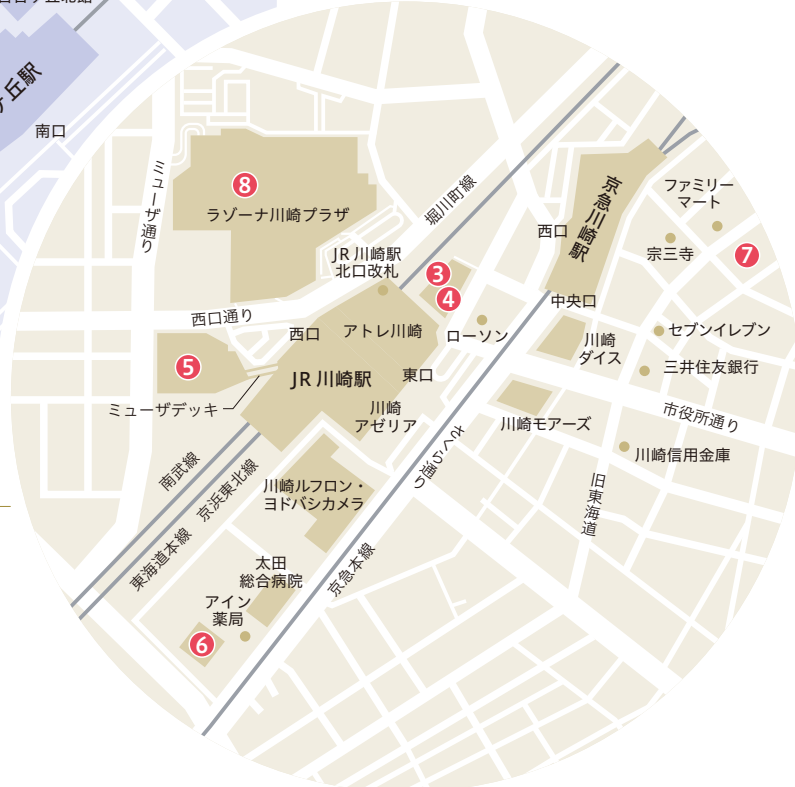 南口
ミューザ通り
8
ラゾーナ川崎プラザ
堀川町線
京急川崎駅
ファミリー
マート
西口
宗三寺
7
JR 川崎駅
北口改札
3
4
中央口
西口通り
西口
アトレ川崎
ローソン
川崎
ダイス
セブンイレブン
5
JR 川崎駅
東口
三井住友銀行
ミューザデッキ
川崎
アゼリア
川崎モアーズ
市役所通り
さくら通り
川崎信用金庫
南武線
京浜東北線
川崎ルフロン・
ヨドバシカメラ
旧東海道
東海道本線
太田
総合病院
京急本線
アイン
薬局
6